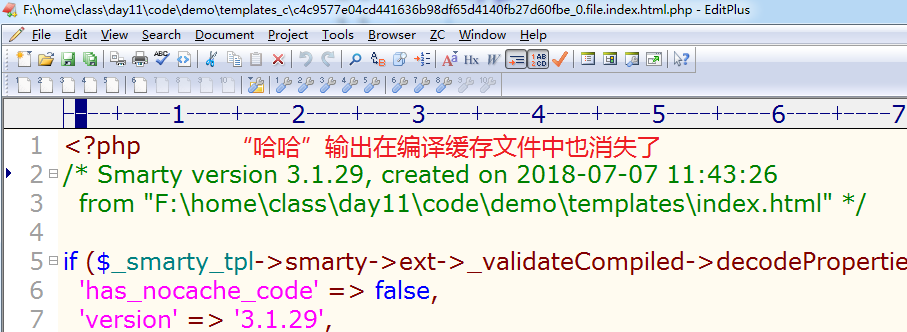 F:\home\class\day11\code\demo\templates_c\c4c9577e04cd441636b98df65d4140fb27d60fbe_0.file.index.html.php - EditPlus
File Edit View Search Document Project Tools Browser ZC Window Help
1 2 3 4 5 6 7
1 <?php “哈�”输出在编译缓存文件中也消失了
2 /* Smarty version 3.1.29, created on 2018-07-07 11:43:26
3 from "F:\home\class\day11\code\demo\templates\index.html" */
4
5 if ($_smarty_tpl->smarty->ext->_validateCompiled->decodePropertie
6 'has_nocache_code' => false,
7 'version' => '3.1.29',